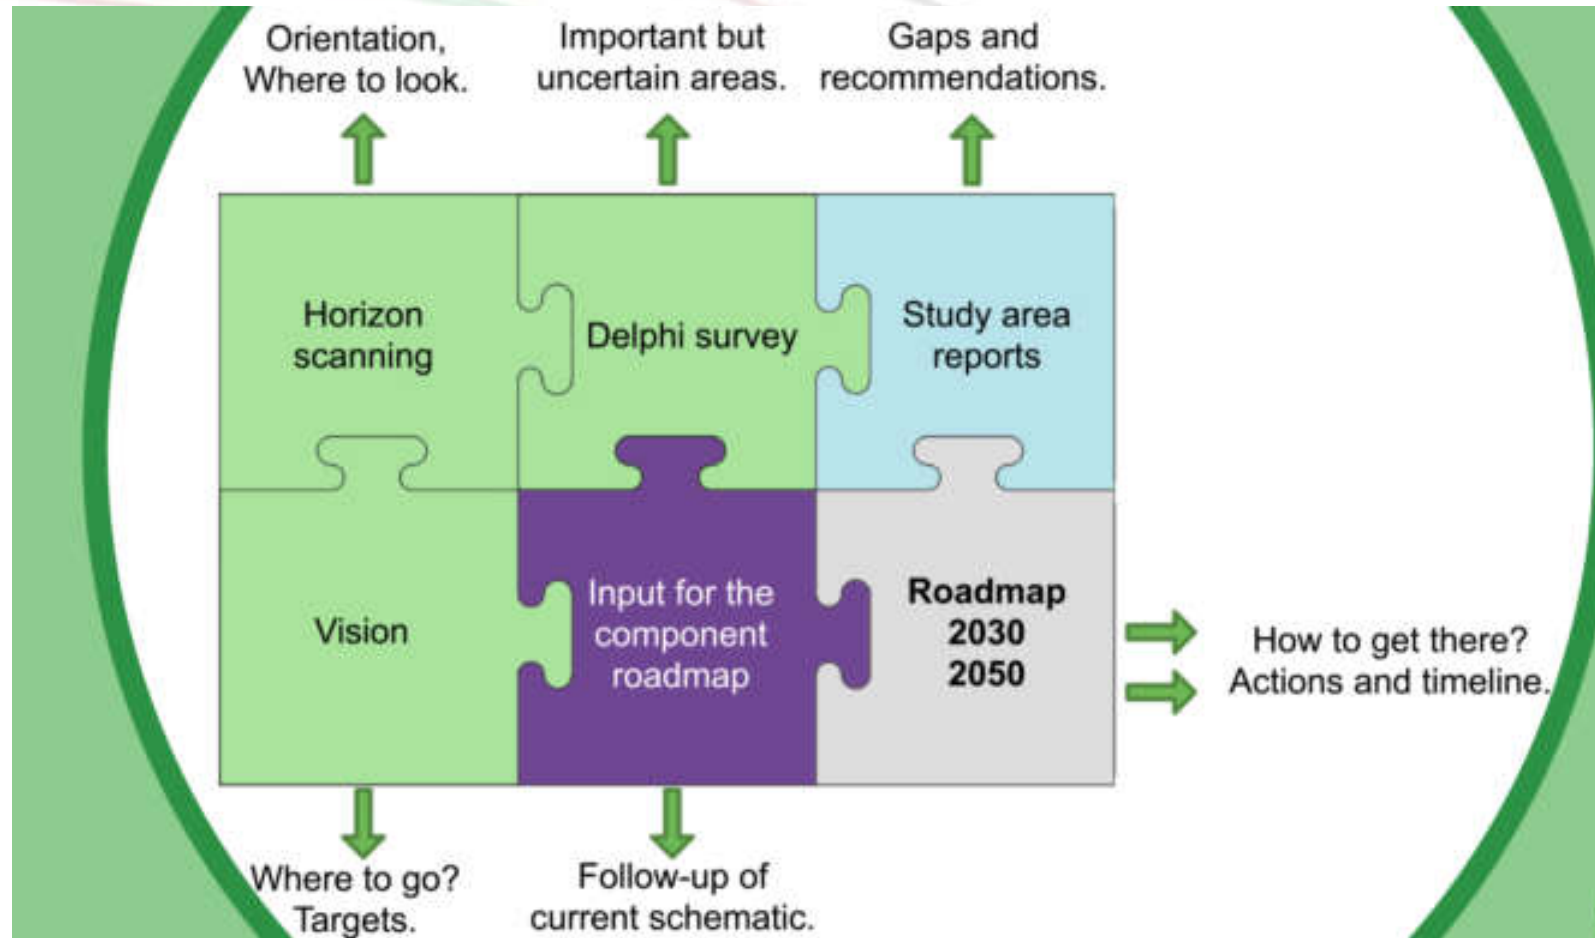 Orientation,
Where to look.
Important but
uncertain areas.
Gaps and
recommendations.
Horizon
scanning
Delphi survey
Study area
reports
Vision
Input for the
component
roadmap
Roadmap
2030
2050
How to get there?
Actions and timeline.
Where to go?
Targets.
Follow-up of
current schematic.